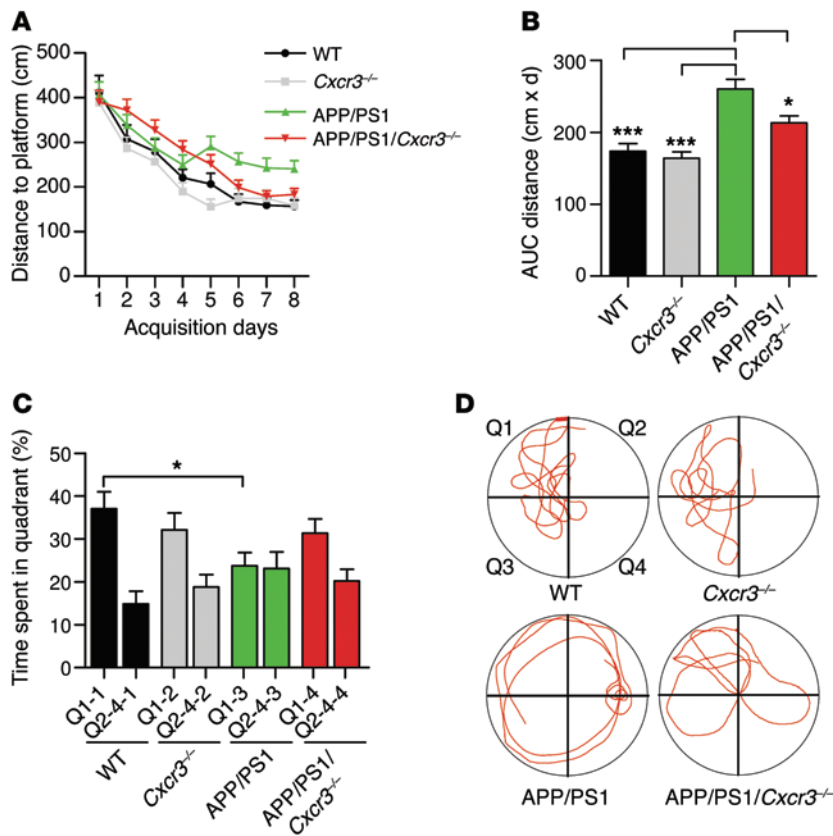 A
Distance to platform (cm)
500
400
300
200
100
0
1 2 3 4 5 6 7 8
Acquisition days
WT
Cxcr3–/–
APP/PS1
APP/PS1/Cxcr3–/–
B
AUC distance (cm x d)
300
200
100
0
***
***
*
WT
Cxcr3–/–
APP/PS1
APP/PS1/
Cxcr3–/–
C
Time spent in quadrant (%)
50
40
30
20
10
0
*
Q1-1
Q2-4-1
Q1-2
Q2-4-2
Q1-3
Q2-4-3
Q1-4
Q2-4-4
WT
Cxcr3–/–
APP/PS1
APP/PS1/
Cxcr3–/–
D
Q1
Q2
Q3
Q4
WT
Cxcr3–/–
APP/PS1
APP/PS1/Cxcr3–/–